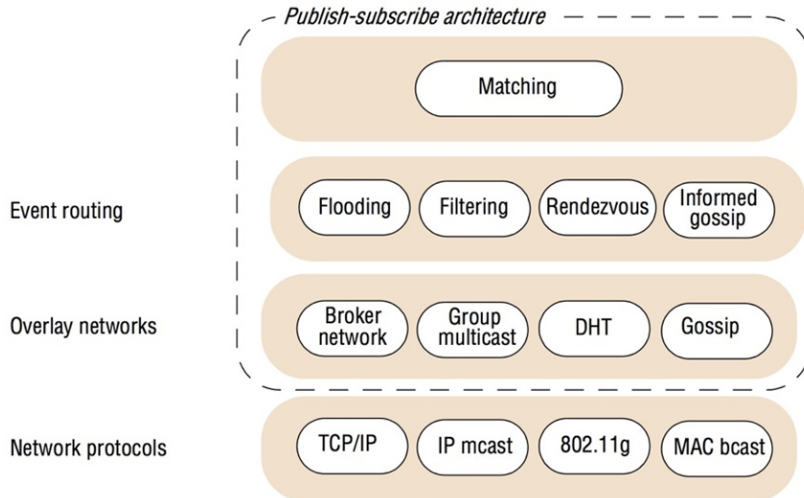 Publish-subscribe architecture
Matching
Event routing
Flooding
Filtering
Rendezvous
Informed
gossip
Overlay networks
Broker
network
Group
multicast
DHT
Gossip
Network protocols
TCP/IP
IP mcast
802.11g
MAC bcast